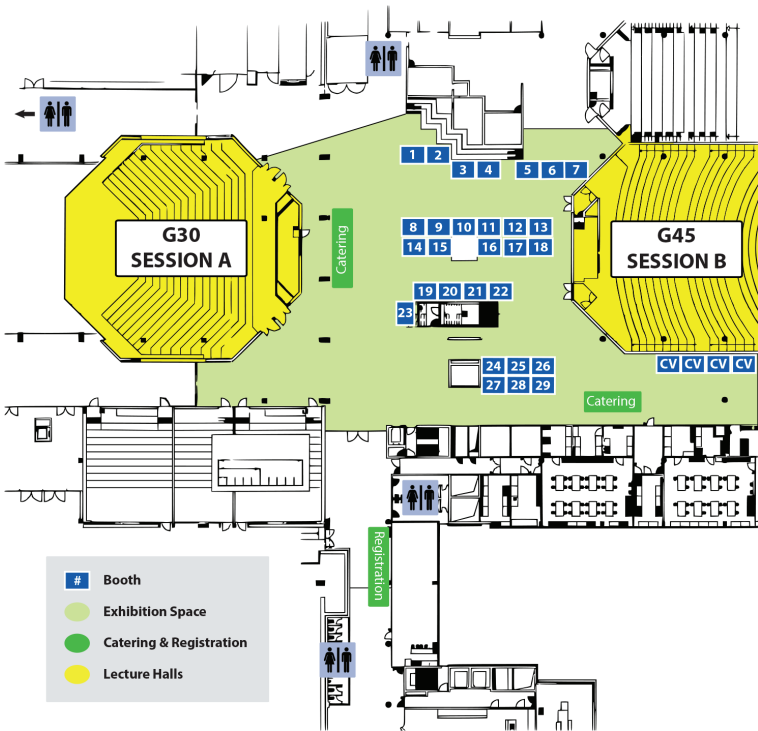 1 2
3 4
5 6 7
G30
SESSION A
Catering
8 9 10 11 12 13
14 15 16 17 18
G45
SESSION B
19 20 21 22
23
24 25 26
27 28 29
CV CV CV CV
Catering
Registration
# Booth
Exhibition Space
Catering & Registration
Lecture Halls